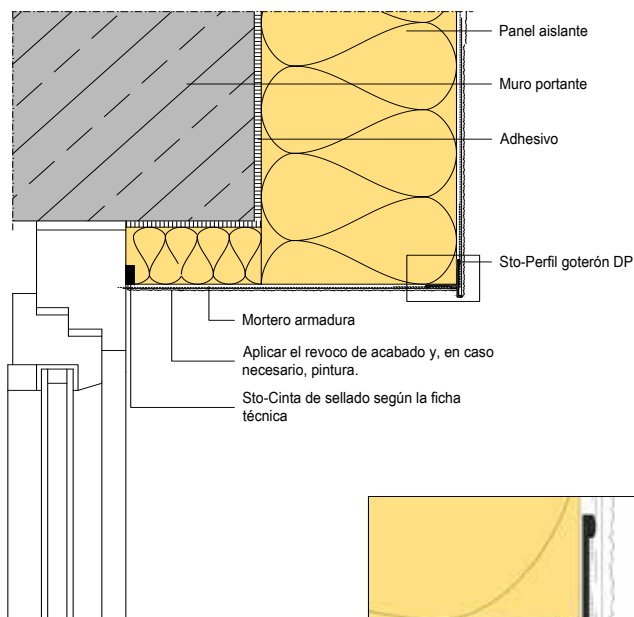 Panel aislante
Muro portante
Adhesivo
Sto-Perfil goterón DP
Mortero armadura
Aplicar el revoco de acabado y, en caso
necesario, pintura.
Sto-Cinta de sellado según la ficha
técnica